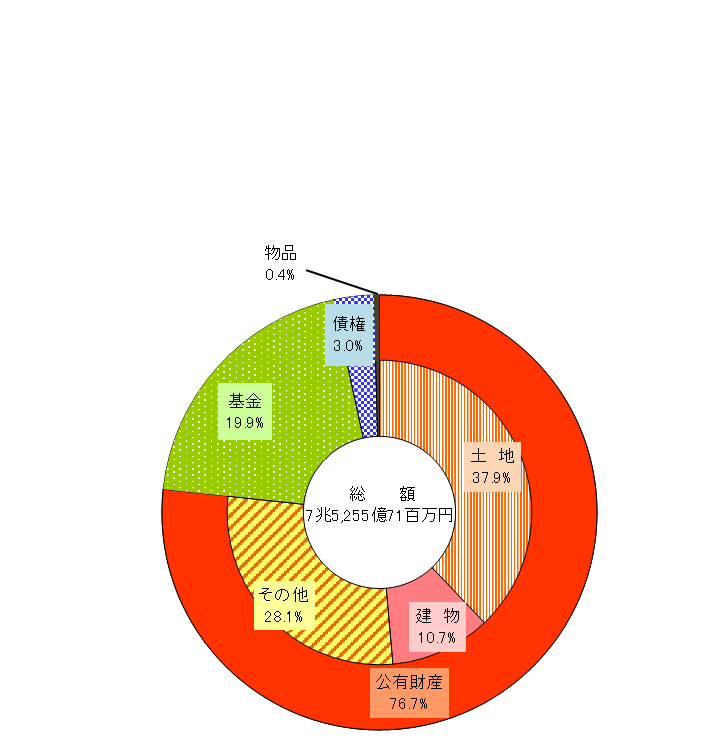 物品
0.4%
債権
3.0%
基金
19.9%
土 地
37.9%
総 額
7兆5,255億71百万円
その他
28.1%
建 物
10.7%
公有財産
76.7%